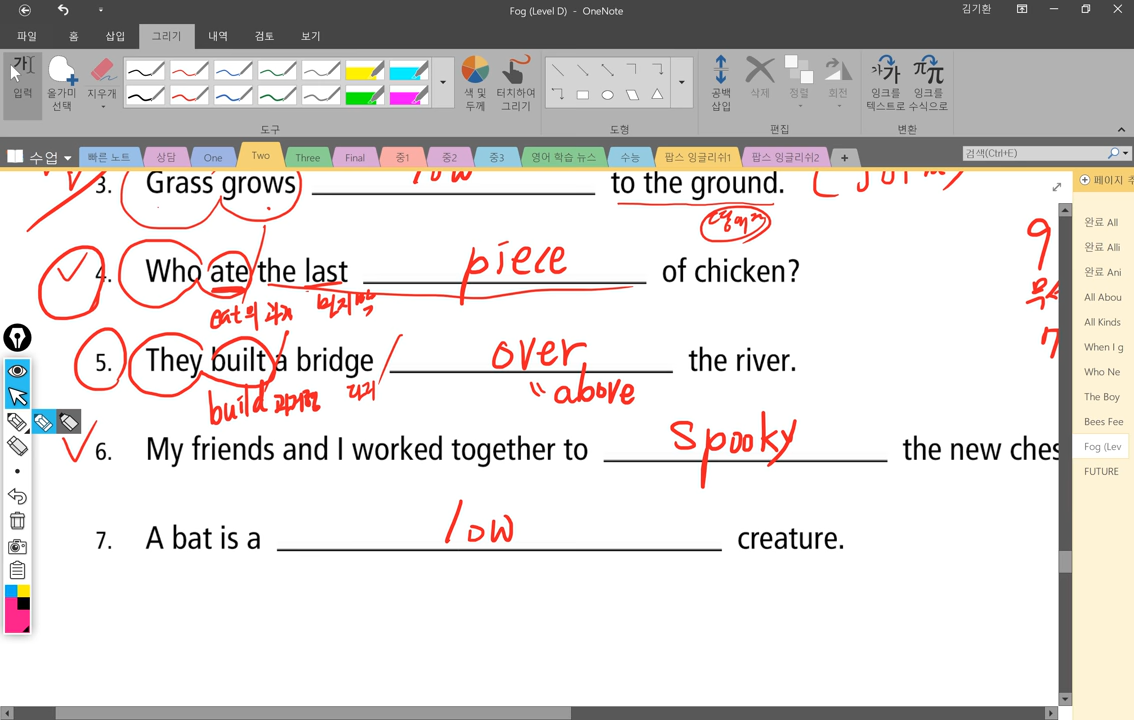 Fog (Level D) - OneNote
김기환
파일 홈 삽입 그리기 내역 검토 보기
가
입력 올가미 선택 지우개 색 및 두께 터치하여 그리기 공백 삽입 삭제 정렬 회전 잉크를 텍스트로 잉크를 수식으로
도구 도형 편집 변환
수업 빠른 노트 상담 One Two Three Final 중1 중2 중3 영어 학습 뉴스 수능 팝스 잉글리쉬1 팝스 잉글리쉬2 검색(Ctrl+E)
페이지 추
3. Grass grows low to the ground.
4. Who ate the last piece of chicken?
eat의 과거 마지막
5. They built a bridge over the river.
build 과거형 다리 above
6. My friends and I worked together to spooky the new ches
7. A bat is a low creature.
9
7
완료 All
완료 Alli
완료 Ani
All Abou
All Kinds
When I g
Who Ne
The Boy
Bees Fee
Fog (Lev
FUTURE